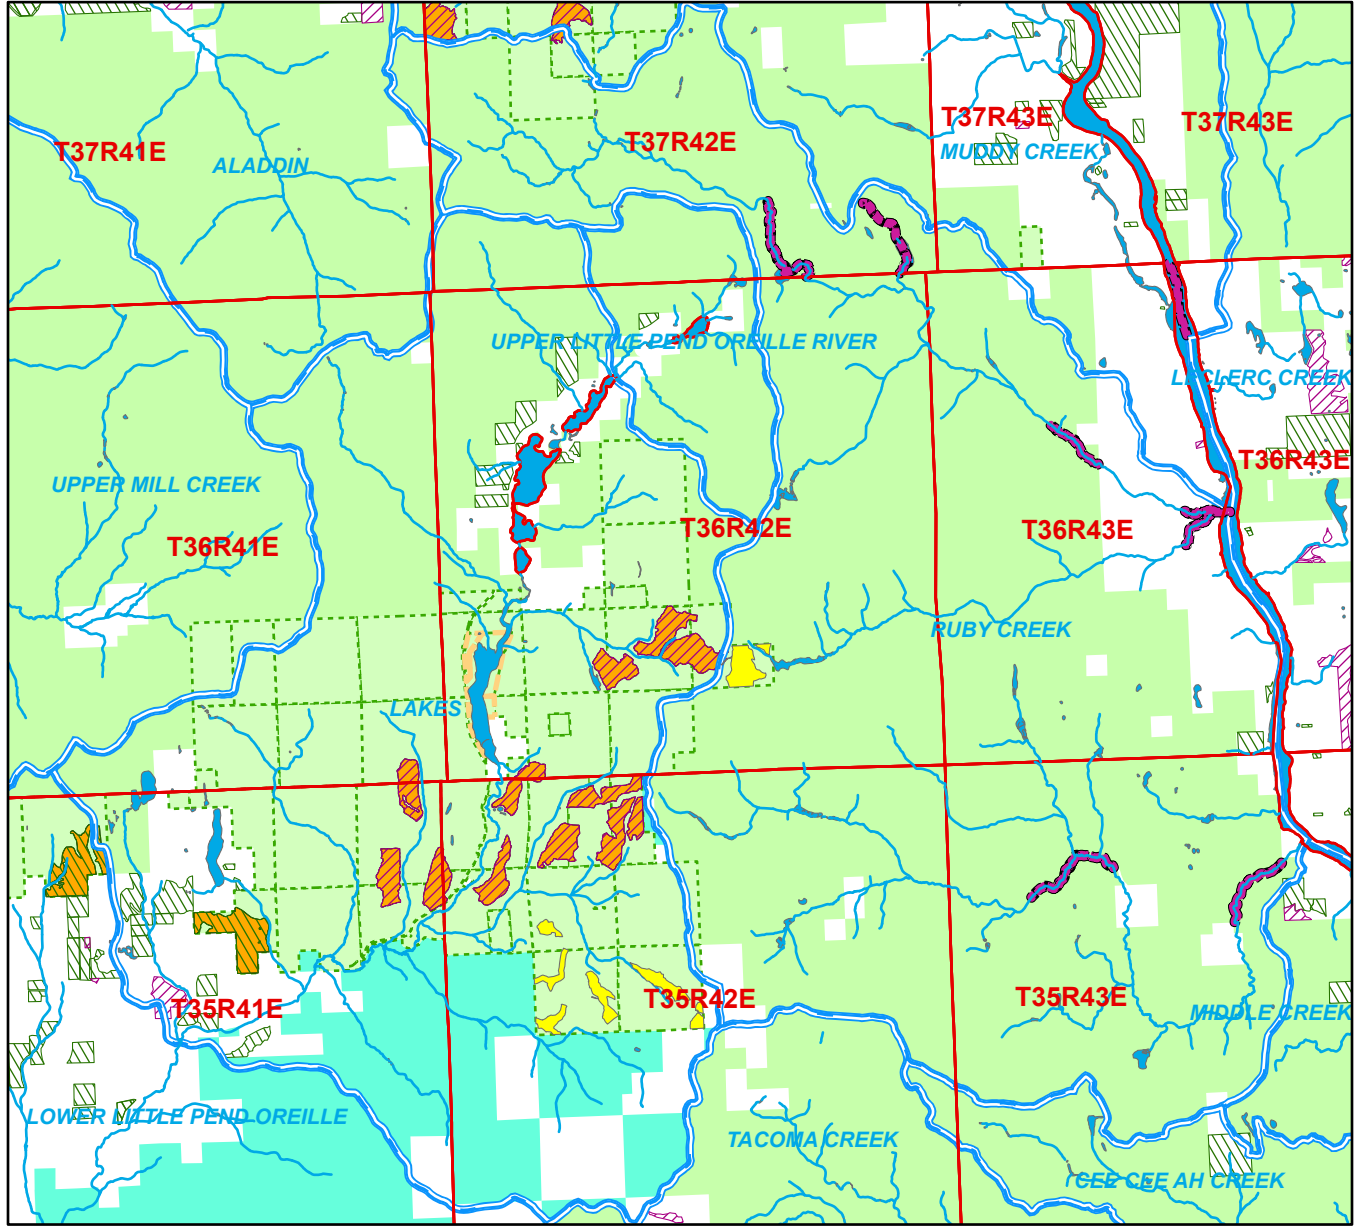 T37R43E
T37R43E
T37R42E
T37R41E
MUDDY CREEK
ALADDIN
UPPER LITTLE PEND OREILLE RIVER
LECLERC CREEK
T36R43E
UPPER MILL CREEK
T36R42E
T36R43E
T36R41E
RUBY CREEK
LAKES
T35R42E
T35R43E
T35R41E
MIDDLE CREEK
LOWER LITTLE PEND OREILLE
TACOMA CREEK
CEE CEE AH CREEK